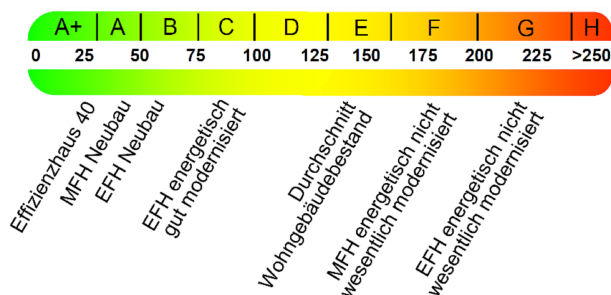 A+ A B C D E F G H
0 25 50 75 100 125 150 175 200 225 >250
Effizienzhaus 40
MFH Neubau
EFH Neubau
EFH energetisch
gut modernisiert
Durchschnitt
Wohngebäudebestand
MFH energetisch nicht
wesentlich modernisiert
EFH energetisch nicht
wesentlich modernisiert